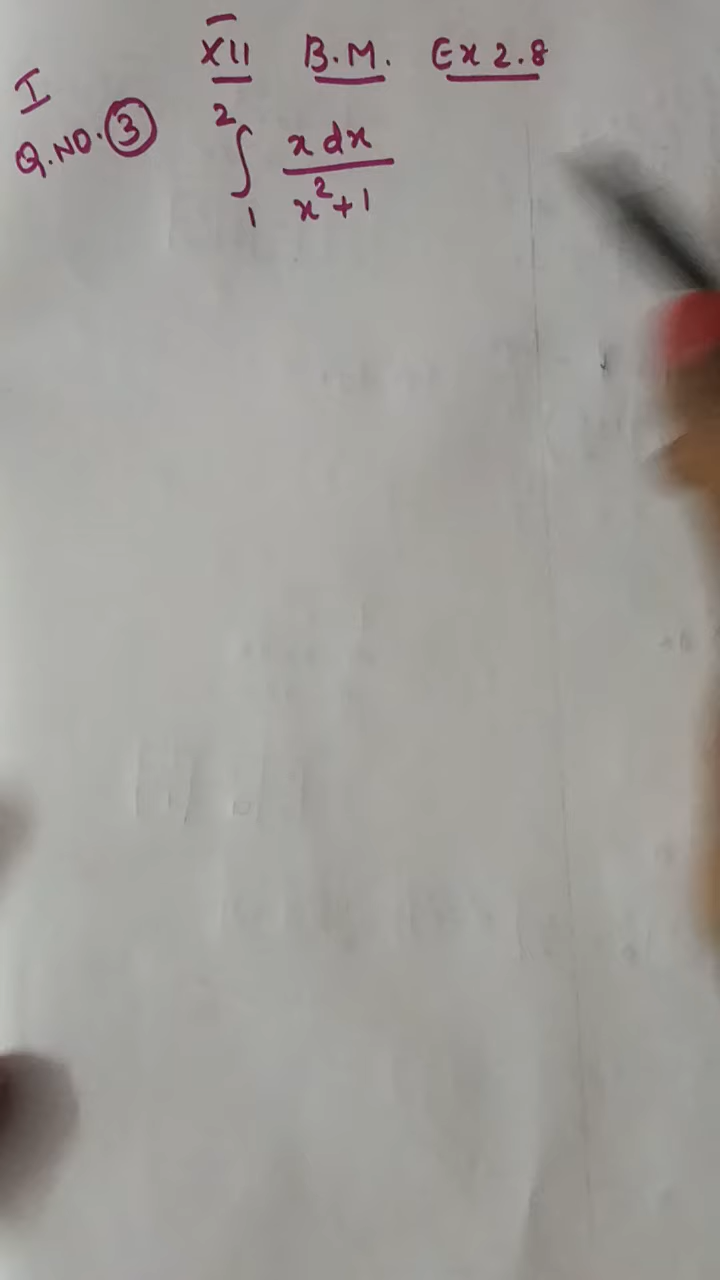 XII B.M. Ex 2.8
I
Q.NO. 3 ∫₁² x dx / x²+1